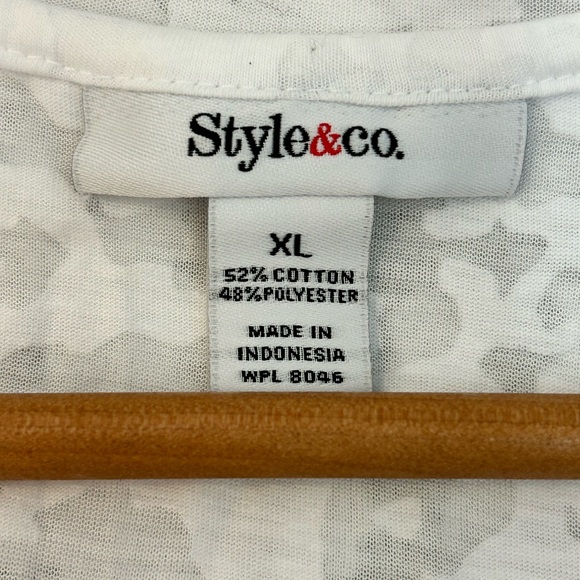 Style&co.
XL
52% COTTON
48%POLYESTER
MADE IN
INDONESIA
WPL 8046